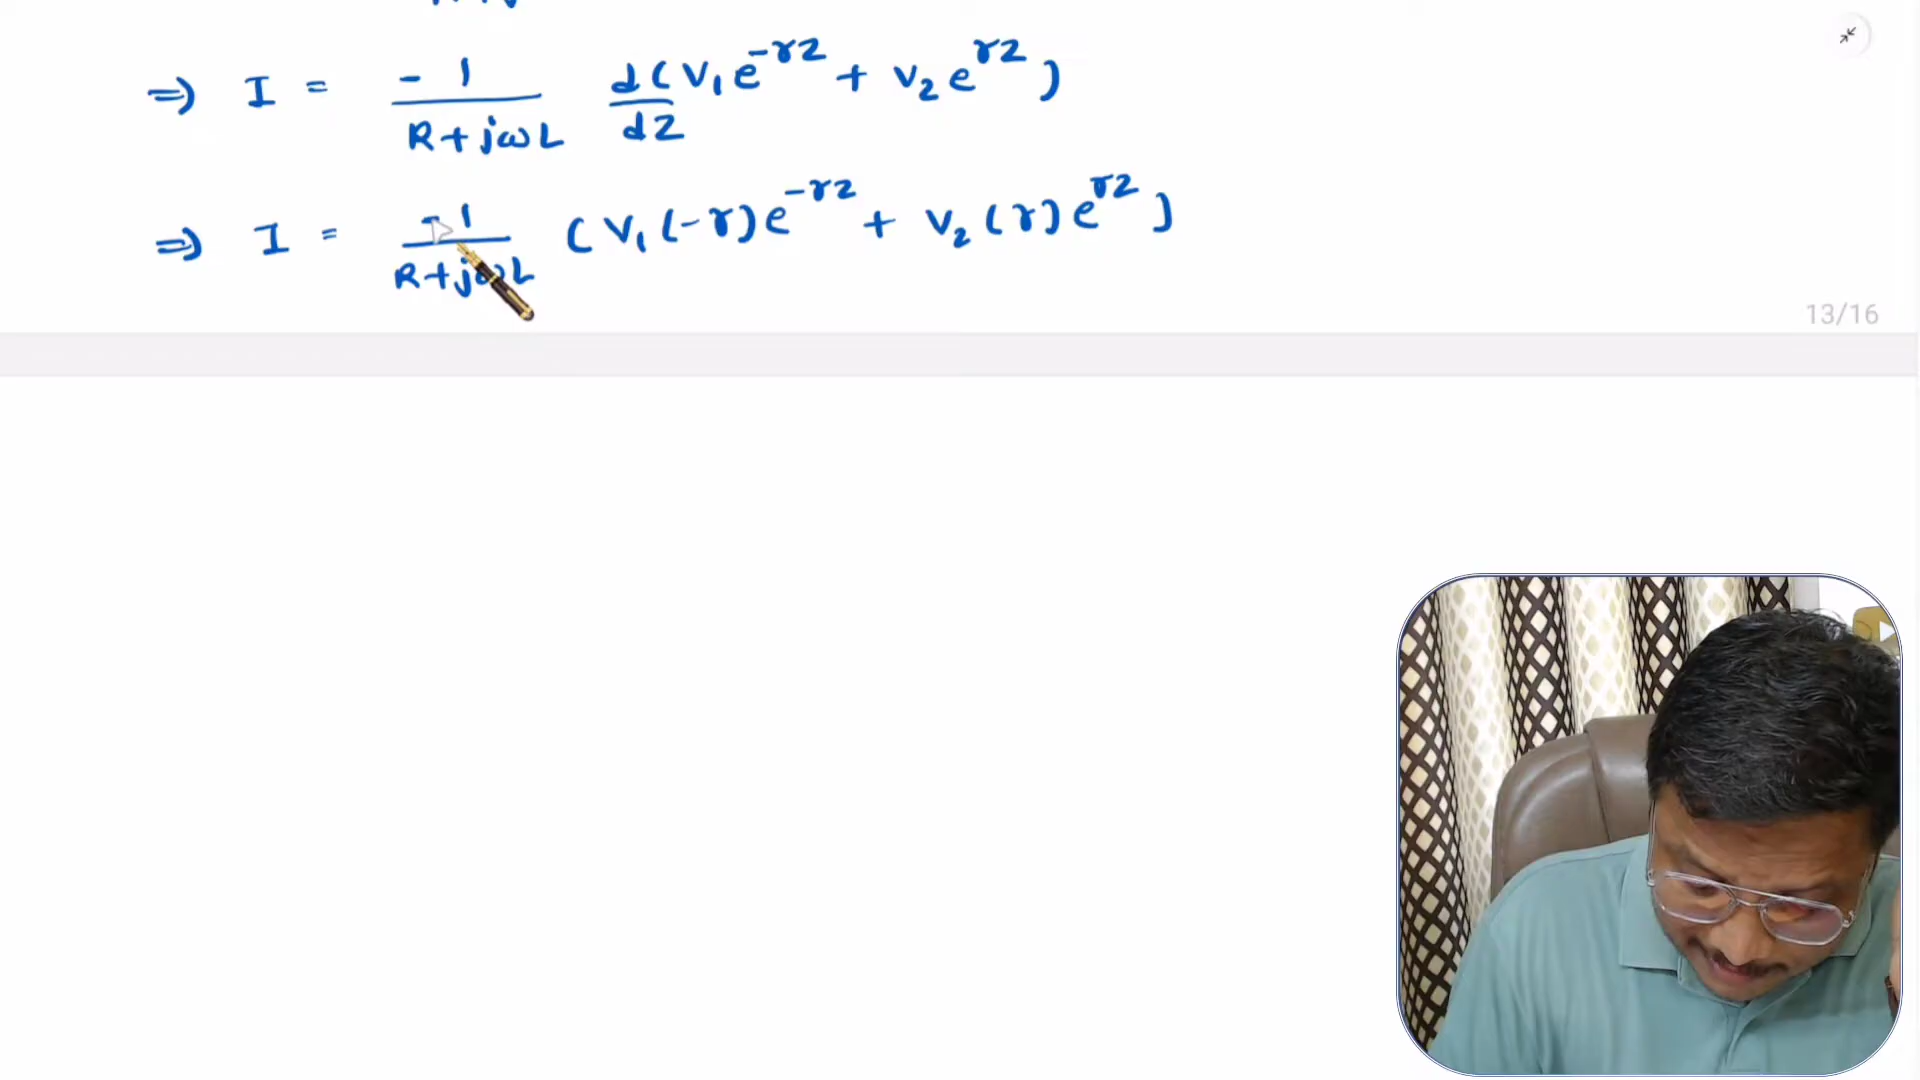 ⇒ I = -1/(R+jωL) d/dz (V₁e^(-γz) + V₂e^(γz))
⇒ I = -1/(R+jωL) (V₁(-γ)e^(-γz) + V₂(γ)e^(γz))
13/16